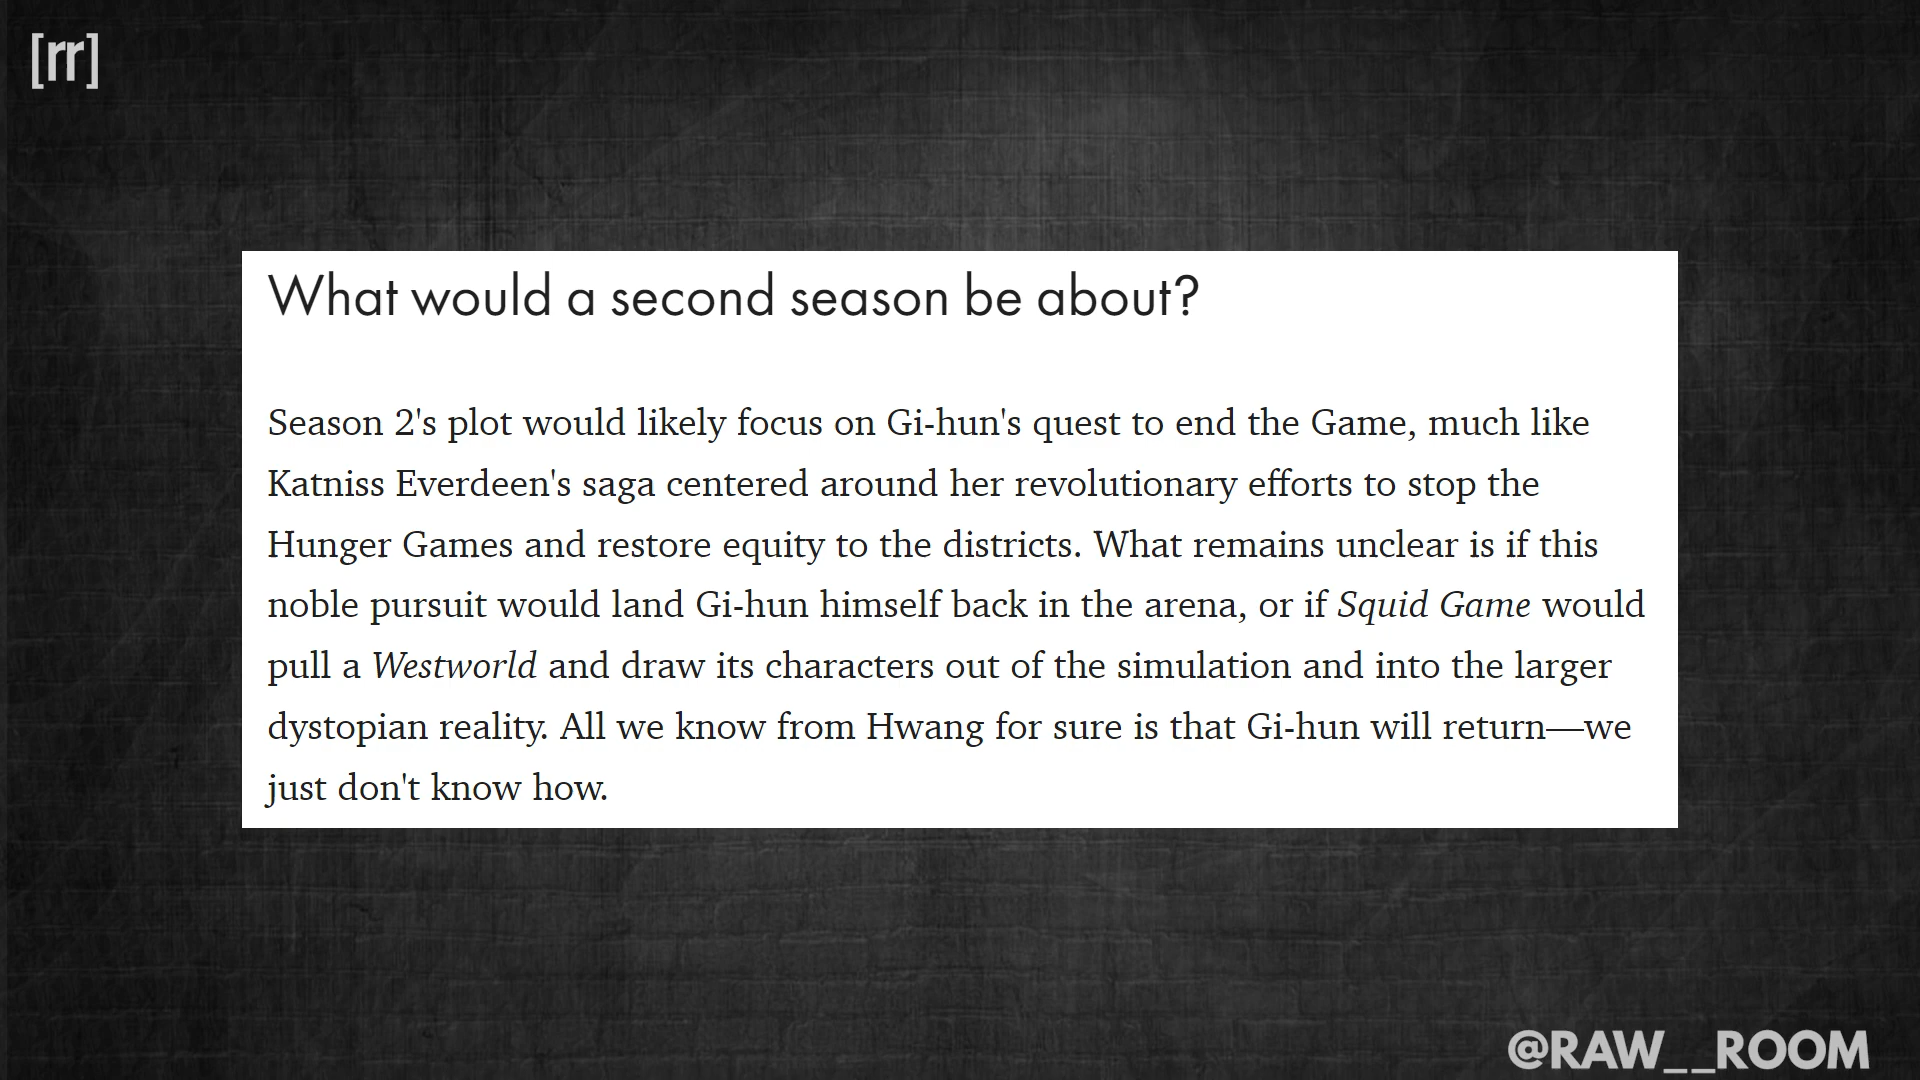 [rr]
What would a second season be about?
Season 2's plot would likely focus on Gi-hun's quest to end the Game, much like
Katniss Everdeen's saga centered around her revolutionary efforts to stop the
Hunger Games and restore equity to the districts. What remains unclear is if this
noble pursuit would land Gi-hun himself back in the arena, or if Squid Game would
pull a Westworld and draw its characters out of the simulation and into the larger
dystopian reality. All we know from Hwang for sure is that Gi-hun will return—we
just don't know how.
@RAW__ROOM